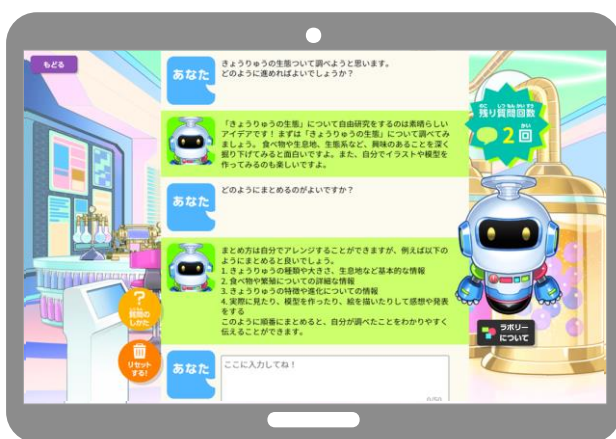 もどる
あなた
きょうりゅうの生態ついて調べようと思います。
どのように進めればよいでしょうか？
「きょうりゅうの生態」について自由研究をするのは素晴らしい
アイデアです！ まずは「きょうりゅうの生態」について調べてみ
ましょう。 食べ物や生息地、生態系など、興味のあることを深く
掘り下げてみると面白いですよ。また、自分でイラストや模型を
作ってみるのも楽しいですよ。
残り質問回数
2回
あなた
どのようにまとめるのがよいですか？
まとめ方は自分でアレンジすることができますが、例えば以下の
ようにまとめると良いでしょう。
1. きょうりゅうの種類や大きさ、生息地など基本的な情報
2. 食べ物や繁殖についての詳細な情報
3. きょうりゅうの特徴や進化についての情報
4. 実際に見たり、模型を作ったり、絵を描いたりして感想や発表
をする
このように順番にまとめると、自分が調べたことをわかりやすく
伝えることができます。
?
質問の
しかた
リセット
する!
ラボリー
について
あなた
ここに入力してね！